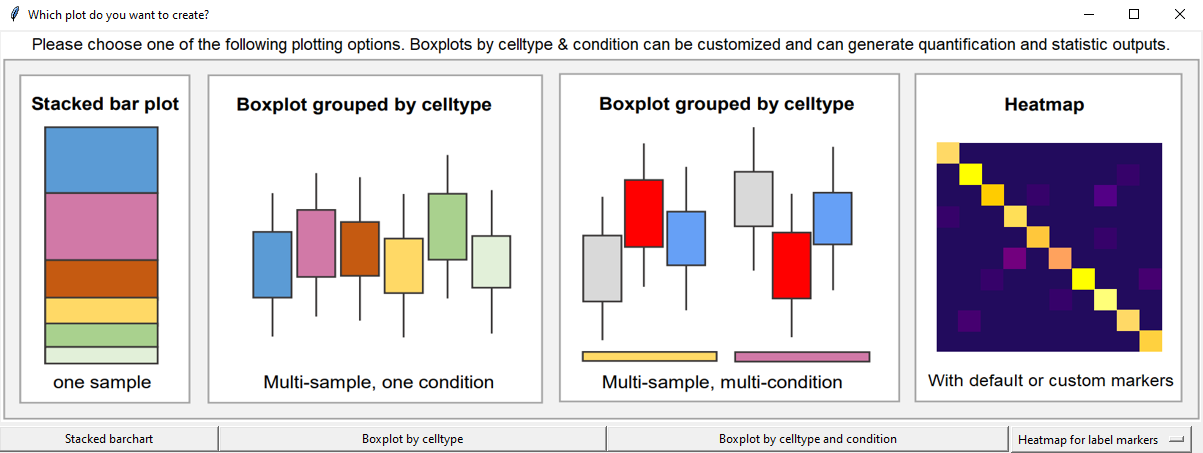 Which plot do you want to create?
Please choose one of the following plotting options. Boxplots by celltype & condition can be customized and can generate quantification and statistic outputs.
Stacked bar plot
one sample
Boxplot grouped by celltype
Multi-sample, one condition
Boxplot grouped by celltype
Multi-sample, multi-condition
Heatmap
With default or custom markers
Stacked barchart
Boxplot by celltype
Boxplot by celltype and condition
Heatmap for label markers